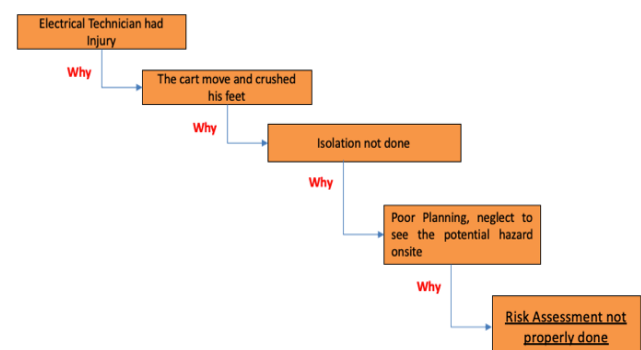 Electrical Technician had
Injury
Why
The cart move and crushed
his feet
Why
Isolation not done
Why
Poor Planning, neglect to
see the potential hazard
onsite
Why
Risk Assessment not
properly done